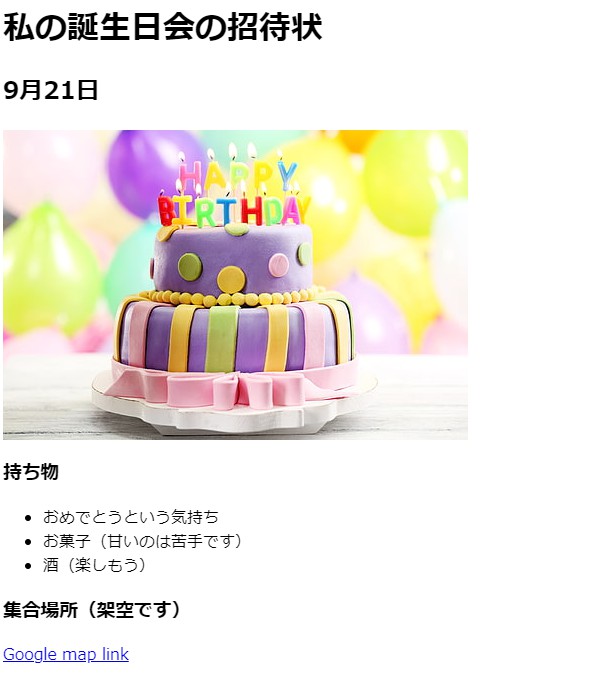 私の誕生日会の招待状
9月21日
HAPPY
BIRTHDAY
持ち物
おめでとうという気持ち
お菓子（甘いのは苦手です）
酒（楽しもう）
集合場所（架空です）
Google map link